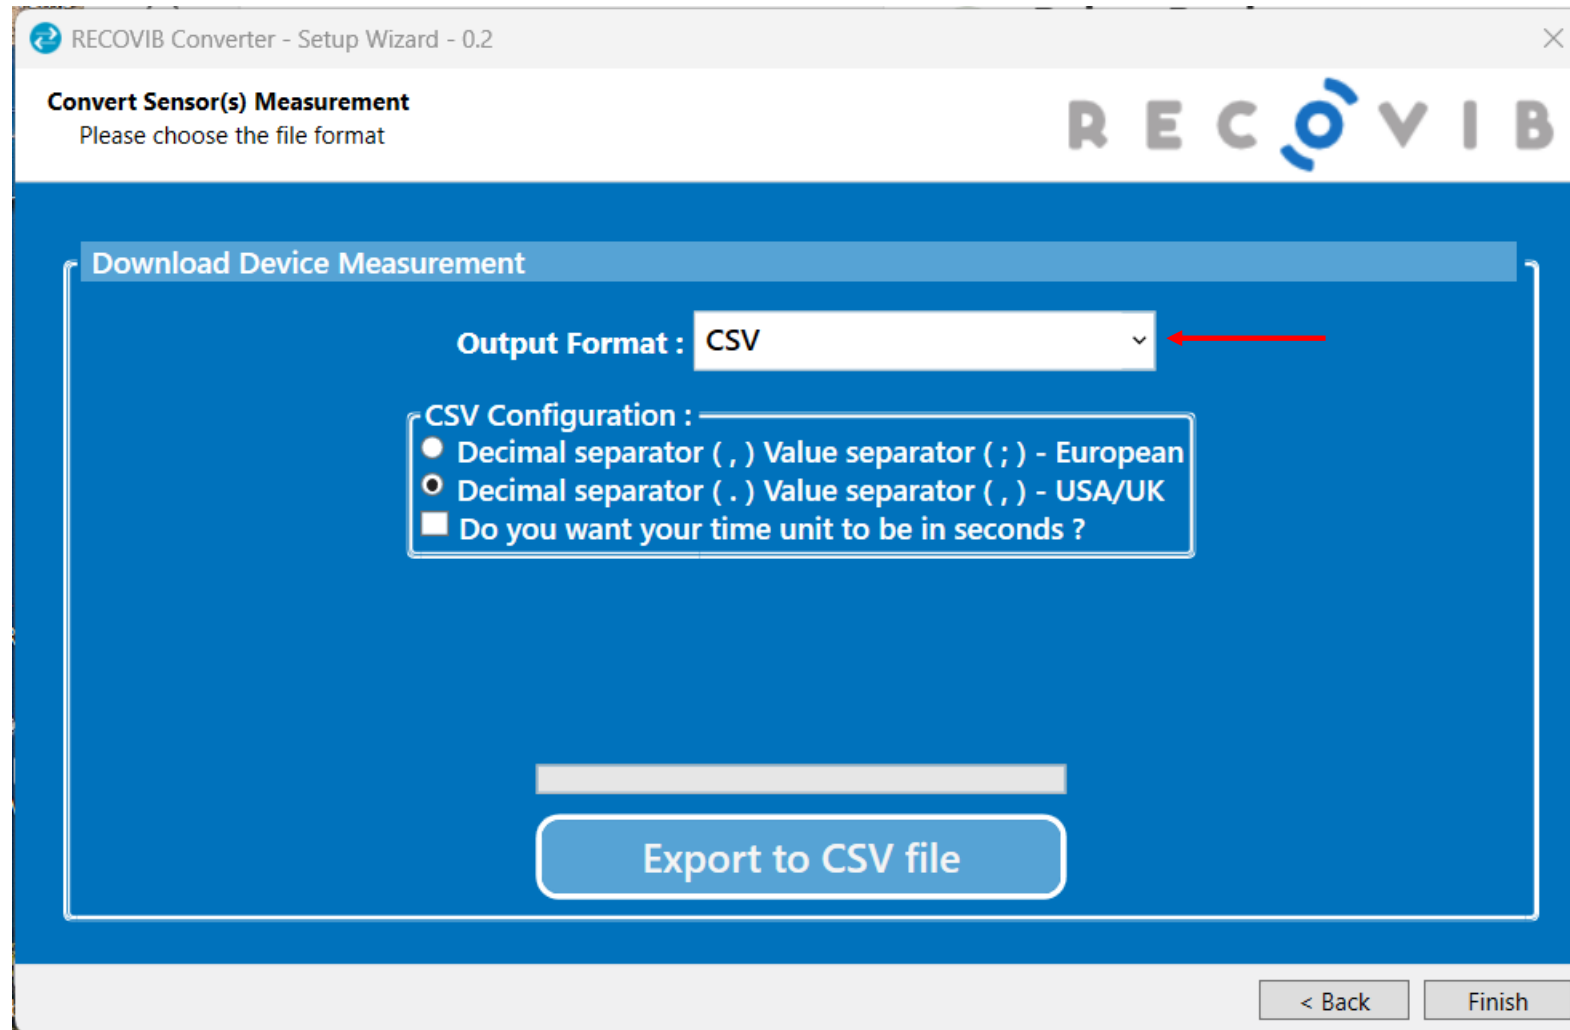 RECOVIB Converter - Setup Wizard - 0.2
Convert Sensor(s) Measurement
Please choose the file format
RECOVIB
Download Device Measurement
Output Format : CSV
CSV Configuration :
Decimal separator ( , ) Value separator ( ; ) - European
Decimal separator ( . ) Value separator ( , ) - USA/UK
Do you want your time unit to be in seconds ?
Export to CSV file
< Back Finish